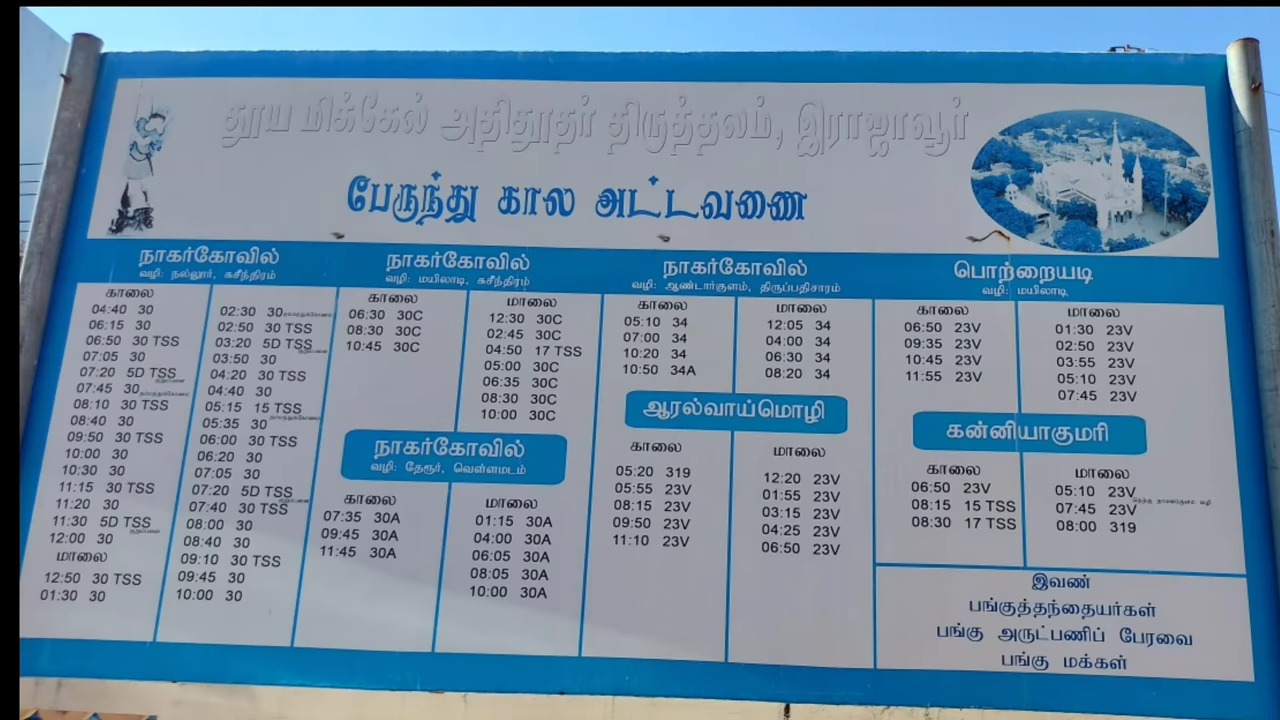 தூய மிக்கேல் அதிதூதர் திருத்தலம், இராஜாவூர்
பேருந்து கால அட்டவணை
நாகர்கோவில்
வழி: நல்லூர், சுசீந்திரம்
காலை
04:40 30
06:15 30
06:50 30 TSS
07:05 30
07:20 5D TSS
07:45 30
08:10 30 TSS
08:40 30
09:50 30 TSS
10:00 30
10:30 30
11:15 30 TSS
11:20 30
11:30 5D TSS
12:00 30
மாலை
12:50 30 TSS
01:30 30
02:30 30
02:50 30 TSS
03:20 5D TSS
03:50 30
04:20 30 TSS
04:40 30
05:15 15 TSS
05:35 30
06:00 30 TSS
06:20 30
07:05 30
07:20 5D TSS
07:40 30 TSS
08:00 30
08:40 30
09:10 30 TSS
09:45 30
10:00 30
நாகர்கோவில்
வழி: மயிலாடி, சுசீந்திரம்
காலை
06:30 30C
08:30 30C
10:45 30C
மாலை
12:30 30C
02:45 30C
04:50 17 TSS
05:00 30C
06:35 30C
08:30 30C
10:00 30C
நாகர்கோவில்
வழி: தேரூர், வெள்ளமடம்
காலை
07:35 30A
09:45 30A
11:45 30A
மாலை
01:15 30A
04:00 30A
06:05 30A
08:05 30A
10:00 30A
நாகர்கோவில்
வழி: ஆண்டார்குளம், திருப்பதிசாரம்
காலை
05:10 34
07:00 34
10:20 34
10:50 34A
மாலை
12:05 34
04:00 34
06:30 34
08:20 34
ஆரல்வாய்மொழி
காலை
05:20 319
05:55 23V
08:15 23V
09:50 23V
11:10 23V
மாலை
12:20 23V
01:55 23V
03:15 23V
04:25 23V
06:50 23V
பொற்றையடி
வழி: மயிலாடி
காலை
06:50 23V
09:35 23V
10:45 23V
11:55 23V
மாலை
01:30 23V
02:50 23V
03:55 23V
05:10 23V
07:45 23V
கன்னியாகுமரி
காலை
06:50 23V
08:15 15 TSS
08:30 17 TSS
மாலை
05:10 23V
07:45 23V
08:00 319
இவண்
பங்குத்தந்தையர்கள்
பங்கு அருட்பணிப் பேரவை
பங்கு மக்கள்